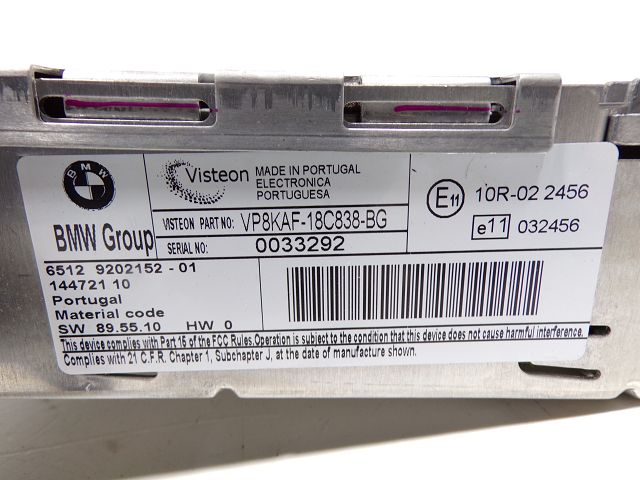 BMW
BMW Group
Visteon
MADE IN PORTUGAL
ELECTRONICA
PORTUGUESA
VISTEON PART NO: VP8KAF-18C838-BG
SERIAL NO: 0033292
E11 10R-02 2456
e11 032456
6512 9202152 - 01
144721 10
Portugal
Material code
SW 89.55.10 HW 0
This device complies with Part 15 of the FCC Rules.Operation is subject to the condition that this device does not cause harmful interference.
Complies with 21 C.F.R. Chapter 1, Subchapter J, at the date of manufacture shown.